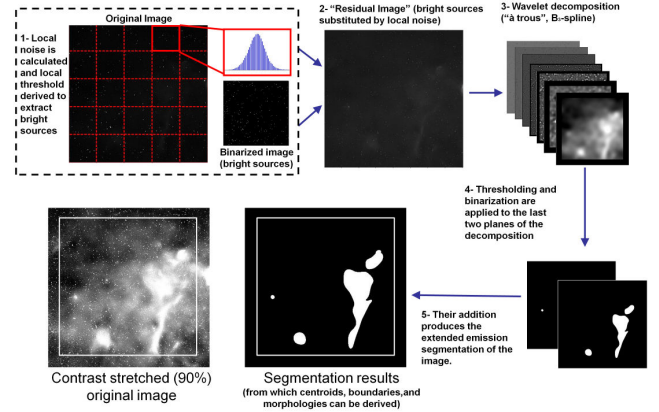 Original Image
1- Local
noise is
calculated
and local
threshold
derived to
extract
bright
sources
Binarized image
(bright sources)
2- “Residual Image” (bright sources
substituted by local noise)
3- Wavelet decomposition
(“à trous”, B₃-spline)
4- Thresholding and
binarization are
applied to the last
two planes of the
decomposition
5- Their addition
produces the
extended emission
segmentation of the
image.
Contrast stretched (90%)
original image
Segmentation results
(from which centroids, boundaries,and
morphologies can be derived)